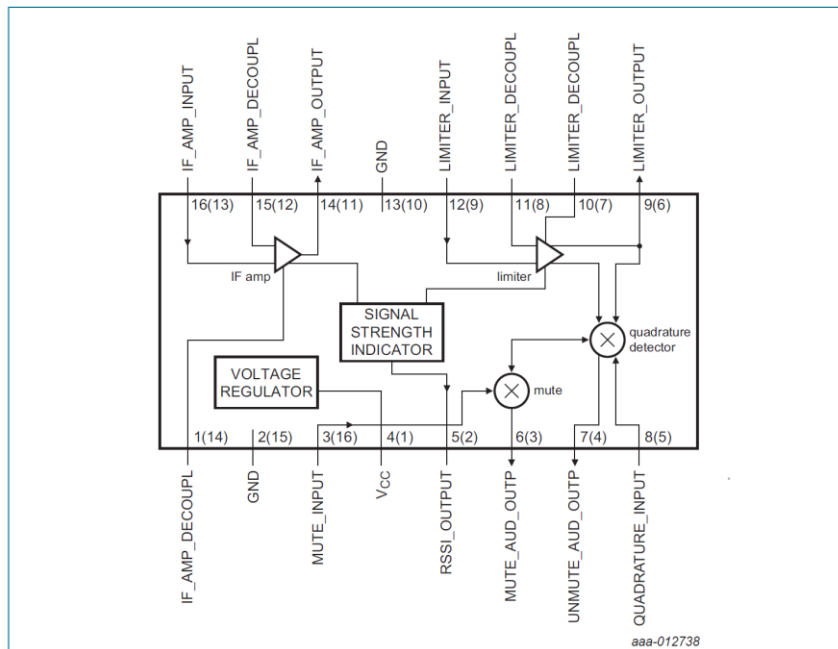 IF_AMP_INPUT
IF_AMP_DECOUPL
IF_AMP_OUTPUT
GND
LIMITER_INPUT
LIMITER_DECOUPL
LIMITER_DECOUPL
LIMITER_OUTPUT
16(13)
15(12)
14(11)
13(10)
12(9)
11(8)
10(7)
9(6)
IF amp
limiter
SIGNAL
STRENGTH
INDICATOR
quadrature
detector
VOLTAGE
REGULATOR
mute
1(14)
2(15)
3(16)
4(1)
5(2)
6(3)
7(4)
8(5)
IF_AMP_DECOUPL
GND
MUTE_INPUT
VCC
RSSI_OUTPUT
MUTE_AUD_OUTP
UNMUTE_AUD_OUTP
QUADRATURE_INPUT
aaa-012738